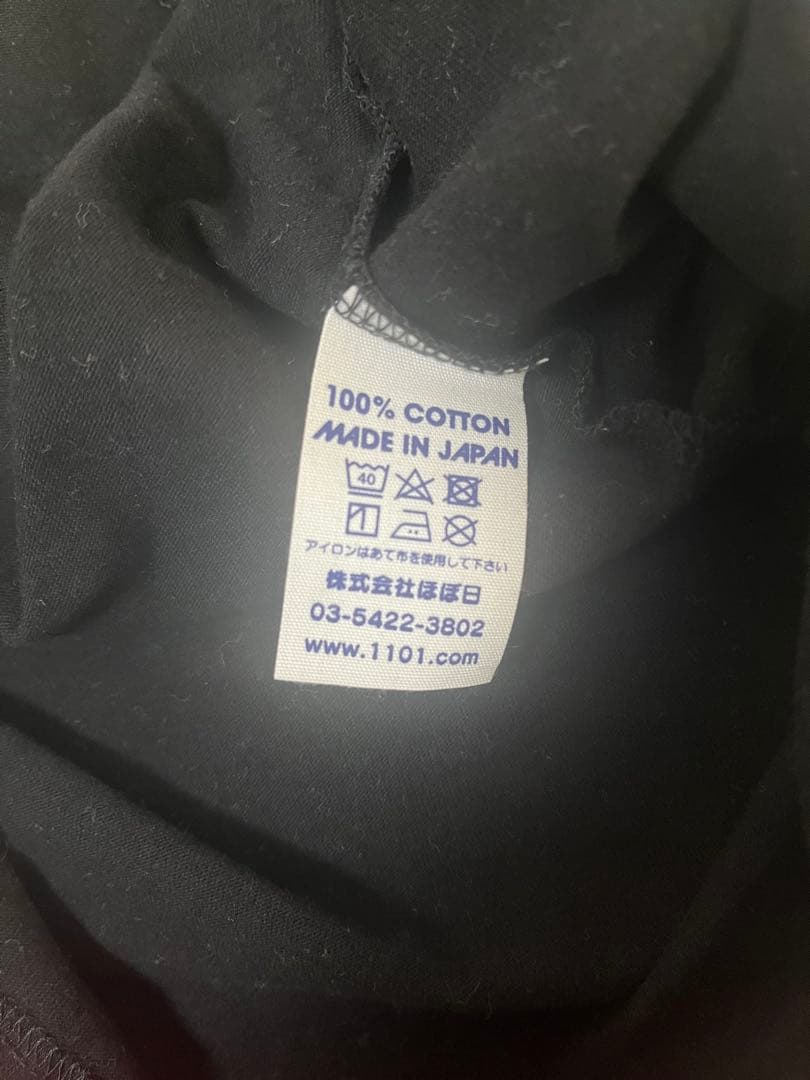 100% COTTON
MADE IN JAPAN
40
アイロンはあて布を使用して下さい
株式会社ほぼ日
03-5422-3802
www.1101.com